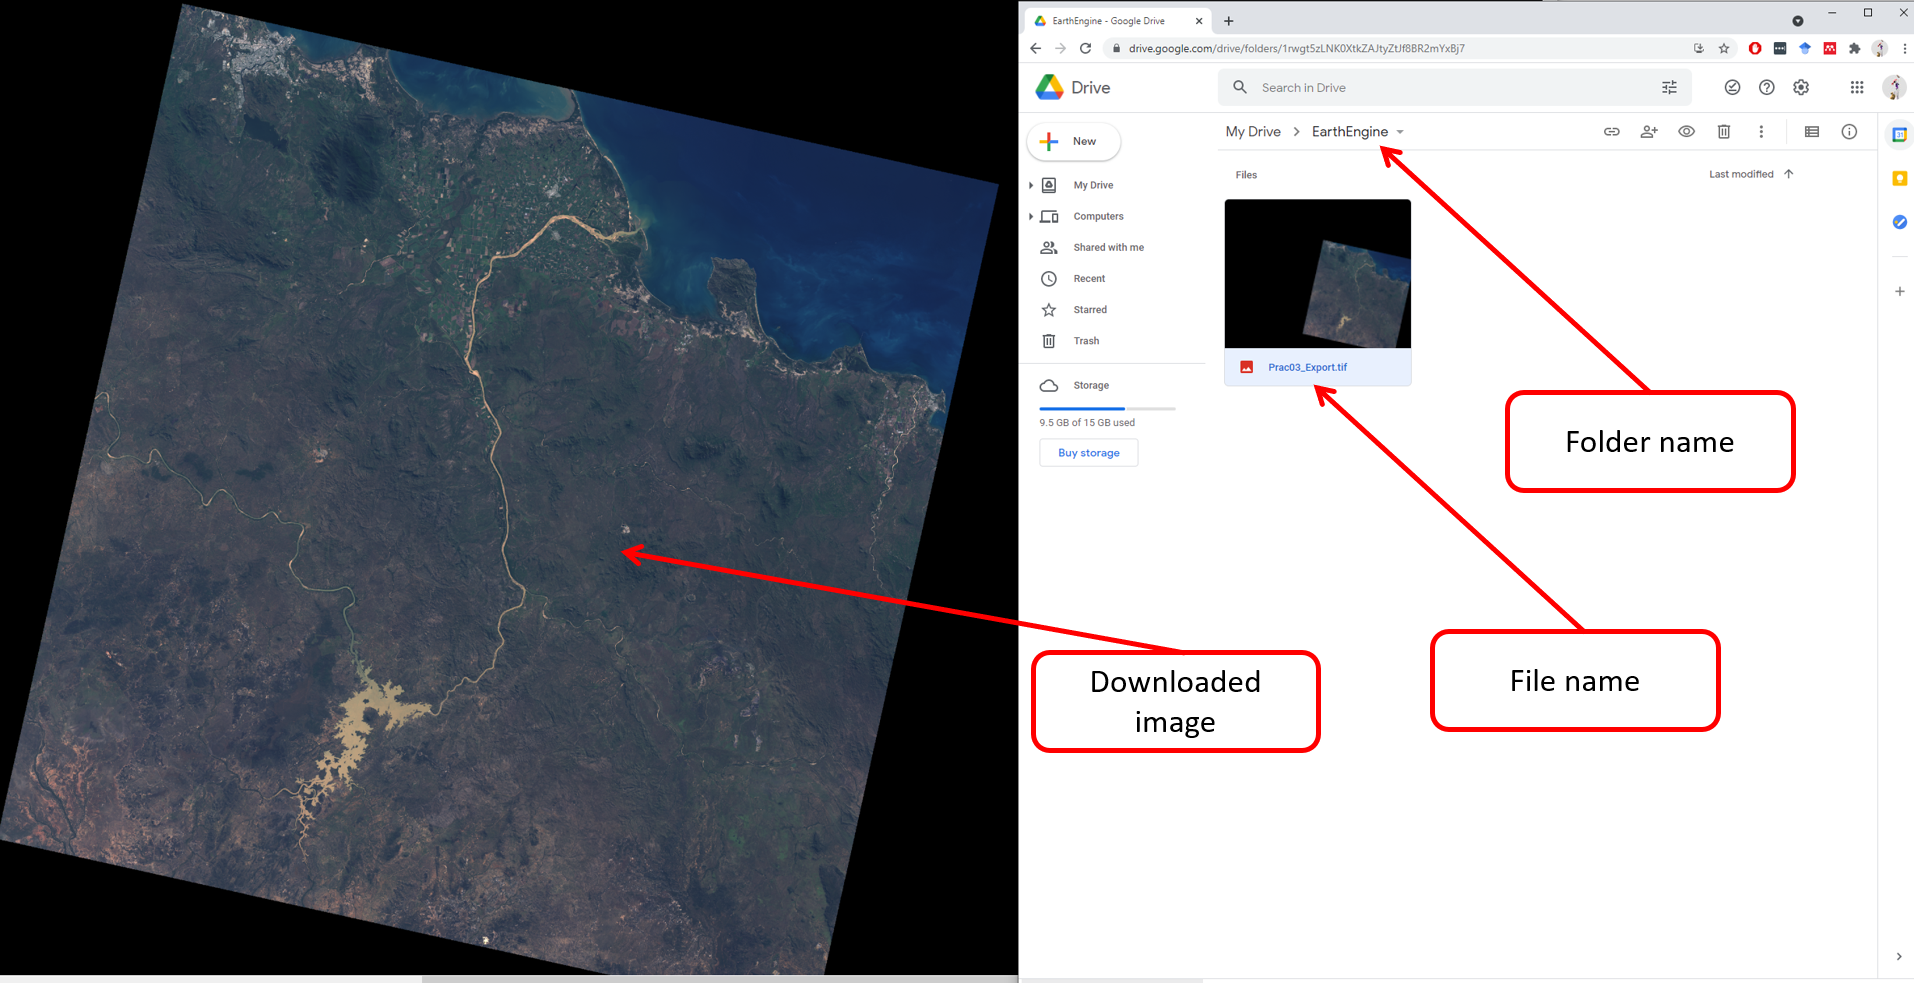 EarthEngine - Google Drive
drive.google.com/drive/folders/1rwgt5zLNK0XtkZAJtyZtJf8BR2mYxBj7
Drive
Search in Drive
New
My Drive > EarthEngine
Files
Last modified
My Drive
Computers
Shared with me
Recent
Starred
Trash
Storage
9.5 GB of 15 GB used
Buy storage
Prac03_Export.tif
Folder name
File name
Downloaded
image